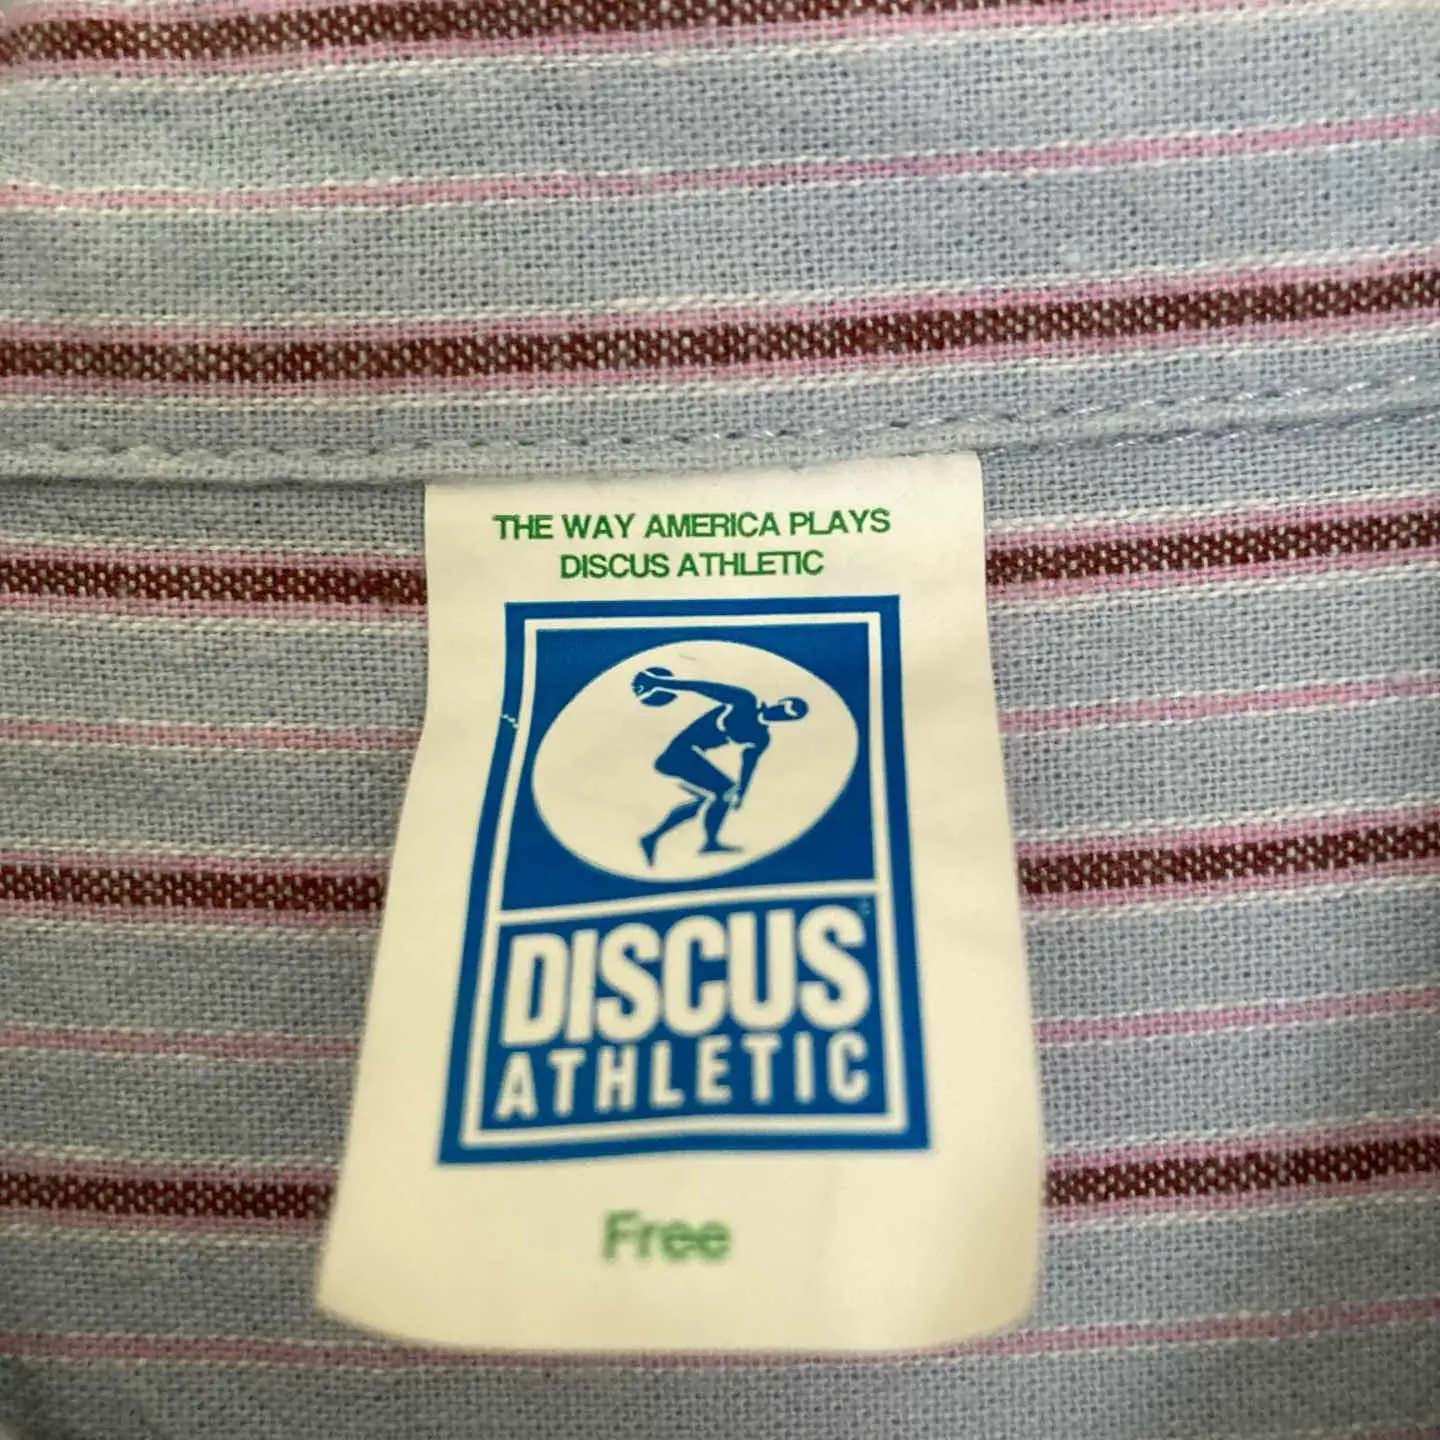 THE WAY AMERICA PLAYS
DISCUS ATHLETIC
DISCUS
ATHLETIC
Free